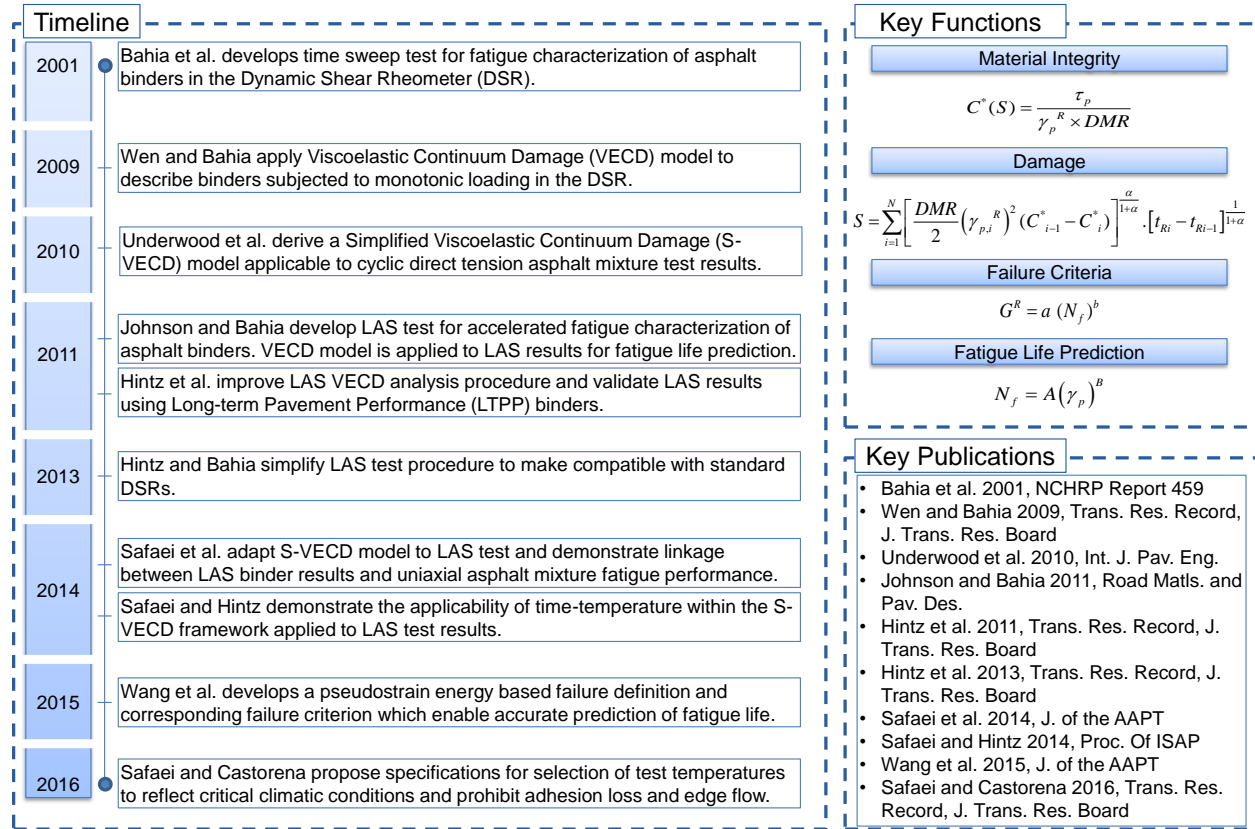 Timeline
2001
Bahia et al. develops time sweep test for fatigue characterization of asphalt
binders in the Dynamic Shear Rheometer (DSR).
2009
Wen and Bahia apply Viscoelastic Continuum Damage (VECD) model to
describe binders subjected to monotonic loading in the DSR.
2010
Underwood et al. derive a Simplified Viscoelastic Continuum Damage (S-
VECD) model applicable to cyclic direct tension asphalt mixture test results.
2011
Johnson and Bahia develop LAS test for accelerated fatigue characterization of
asphalt binders. VECD model is applied to LAS results for fatigue life prediction.
Hintz et al. improve LAS VECD analysis procedure and validate LAS results
using Long-term Pavement Performance (LTPP) binders.
2013
Hintz and Bahia simplify LAS test procedure to make compatible with standard
DSRs.
2014
Safaei et al. adapt S-VECD model to LAS test and demonstrate linkage
between LAS binder results and uniaxial asphalt mixture fatigue performance.
Safaei and Hintz demonstrate the applicability of time-temperature within the S-
VECD framework applied to LAS test results.
2015
Wang et al. develops a pseudostrain energy based failure definition and
corresponding failure criterion which enable accurate prediction of fatigue life.
2016
Safaei and Castorena propose specifications for selection of test temperatures
to reflect critical climatic conditions and prohibit adhesion loss and edge flow.
Key Functions
Material Integrity
C^*(S) = \frac{τ_p}{γ_p^R × DMR}
Damage
S = \sum_{i=1}^{N} [\frac{DMR}{2} (γ_{p,i}^R)^2 (C^*_{i-1} − C^*_i)]^{\frac{α}{1+α}} . [t_{Ri} − t_{Ri-1}]^{\frac{1}{1+α}}
Failure Criteria
G^R = a (N_f)^b
Fatigue Life Prediction
N_f = A(γ_p)^B
Key Publications
• Bahia et al. 2001, NCHRP Report 459
• Wen and Bahia 2009, Trans. Res. Record,
J. Trans. Res. Board
• Underwood et al. 2010, Int. J. Pav. Eng.
• Johnson and Bahia 2011, Road Matls. and
Pav. Des.
• Hintz et al. 2011, Trans. Res. Record, J.
Trans. Res. Board
• Hintz et al. 2013, Trans. Res. Record, J.
Trans. Res. Board
• Safaei et al. 2014, J. of the AAPT
• Safaei and Hintz 2014, Proc. Of ISAP
• Wang et al. 2015, J. of the AAPT
• Safaei and Castorena 2016, Trans. Res.
Record, J. Trans. Res. Board